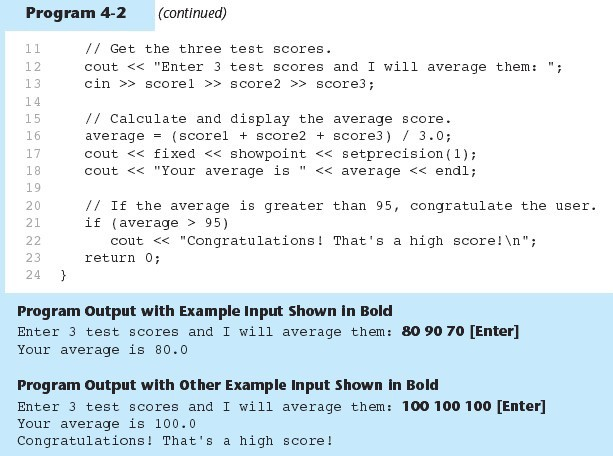 Program 4-2 (continued)
11 // Get the three test scores.
12 cout << "Enter 3 test scores and I will average them: ";
13 cin >> score1 >> score2 >> score3;
14
15 // Calculate and display the average score.
16 average = (score1 + score2 + score3) / 3.0;
17 cout << fixed << showpoint << setprecision(1);
18 cout << "Your average is " << average << endl;
19
20 // If the average is greater than 95, congratulate the user.
21 if (average > 95)
22 cout << "Congratulations! That's a high score!\n";
23 return 0;
24 }
Program Output with Example Input Shown in Bold
Enter 3 test scores and I will average them: 80 90 70 [Enter]
Your average is 80.0
Program Output with Other Example Input Shown in Bold
Enter 3 test scores and I will average them: 100 100 100 [Enter]
Your average is 100.0
Congratulations! That's a high score!